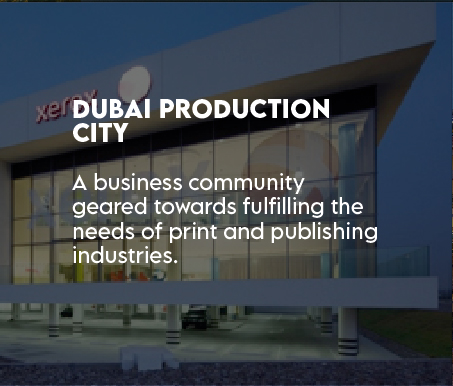 xerox
DUBAI PRODUCTION
CITY
A business community
geared towards fulfilling the
needs of print and publishing
industries.